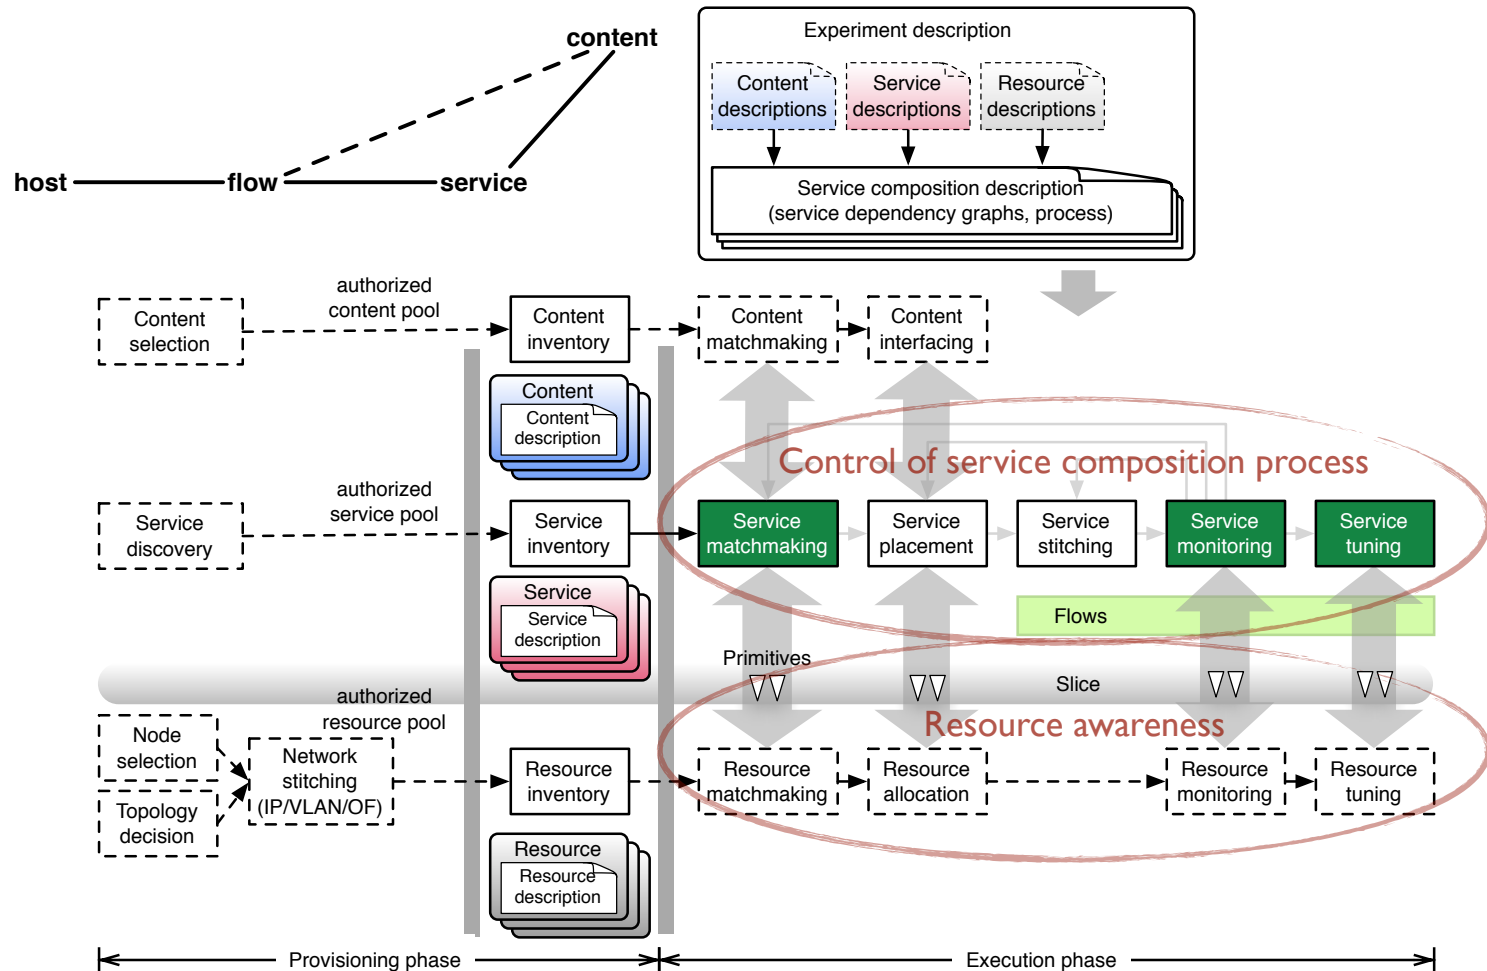 content
host
flow
service
Experiment description
Content
descriptions
Service
descriptions
Resource
descriptions
Service composition description
(service dependency graphs, process)
Content
selection
authorized
content pool
Content
inventory
Content
matchmaking
Content
interfacing
Content
Content
description
Control of service composition process
Service
discovery
authorized
service pool
Service
inventory
Service
matchmaking
Service
placement
Service
stitching
Service
monitoring
Service
tuning
Service
Service
description
Flows
Primitives
Slice
authorized
resource pool
Resource awareness
Node
selection
Topology
decision
Network
stitching
(IP/VLAN/OF)
Resource
inventory
Resource
matchmaking
Resource
allocation
Resource
monitoring
Resource
tuning
Resource
Resource
description
Provisioning phase
Execution phase